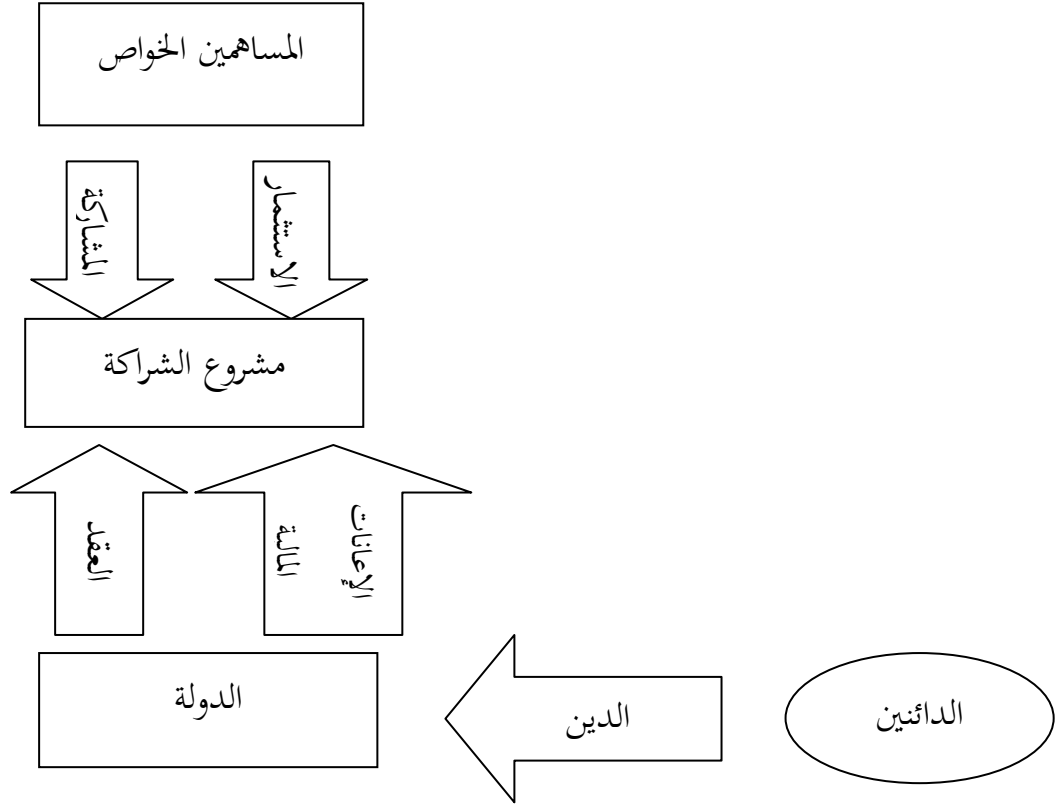 المساهمين الخواص
المشاركة
الاستثمار
مشروع الشراكة
العقد
الإعانات
المالية
الدولة
الدين
الدائنين